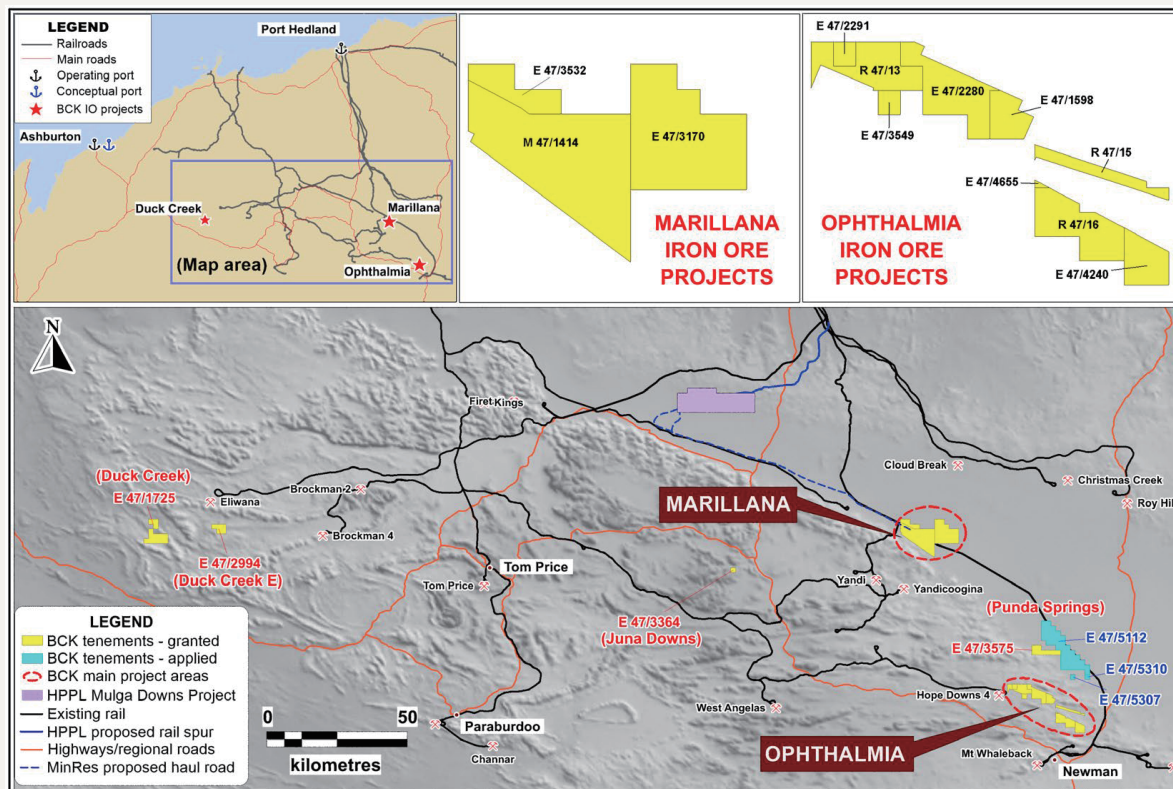 LEGEND
Railroads
Main roads
Operating port
Conceptual port
BCK IO projects
Port Hedland
Ashburton
Duck Creek
Marillana
(Map area)
Ophthalmia
E 47/3532
M 47/1414
E 47/3170
MARILLANA
IRON ORE
PROJECTS
E 47/2291
R 47/13
E 47/2280
E 47/1598
E 47/3549
R 47/15
E 47/4655
R 47/16
E 47/4240
OPHTHALMIA
IRON ORE
PROJECTS
N
Firet Kings
Cloud Break
Christmas Creek
Roy Hil
(Duck Creek)
E 47/1725
Eliwana
Brockman 2
Brockman 4
E 47/2994
(Duck Creek E)
MARILLANA
Tom Price
Tom Price
E 47/3364
(Juna Downs)
Yandi
Yandicoogina
(Punda Springs)
E 47/5112
E 47/3575
E 47/5310
E 47/5307
Hope Downs 4
West Angelas
OPHTHALMIA
Mt Whaleback
Newman
Paraburdoo
Channar
LEGEND
BCK tenements - granted
BCK tenements - applied
BCK main project areas
HPPL Mulga Downs Project
Existing rail
HPPL proposed rail spur
Highways/regional roads
MinRes proposed haul road
0 50
kilometres